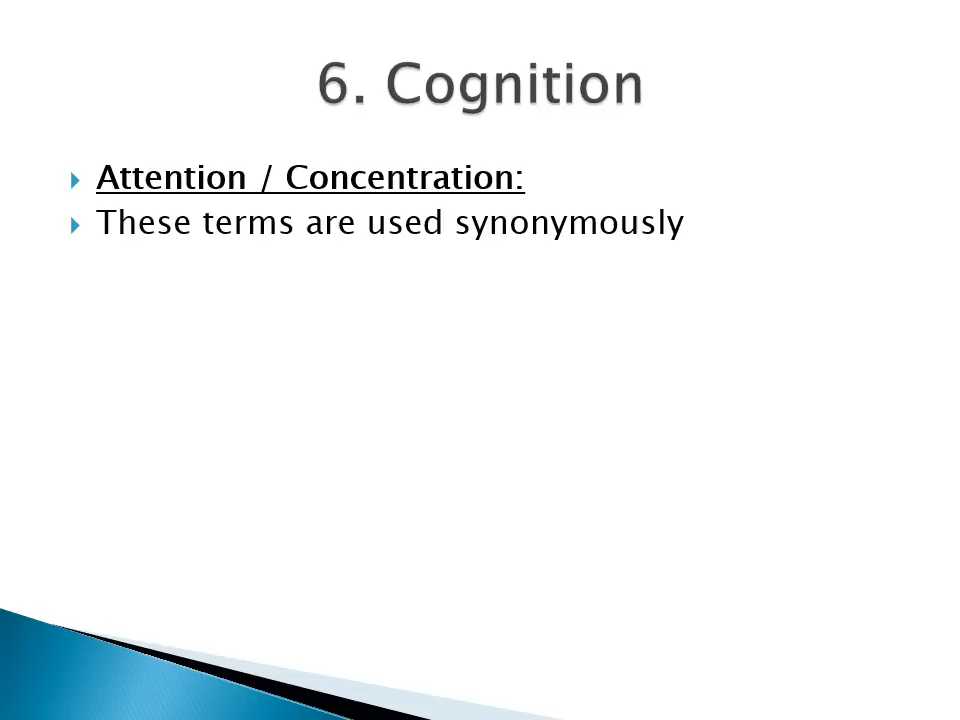 6. Cognition
Attention / Concentration:
These terms are used synonymously